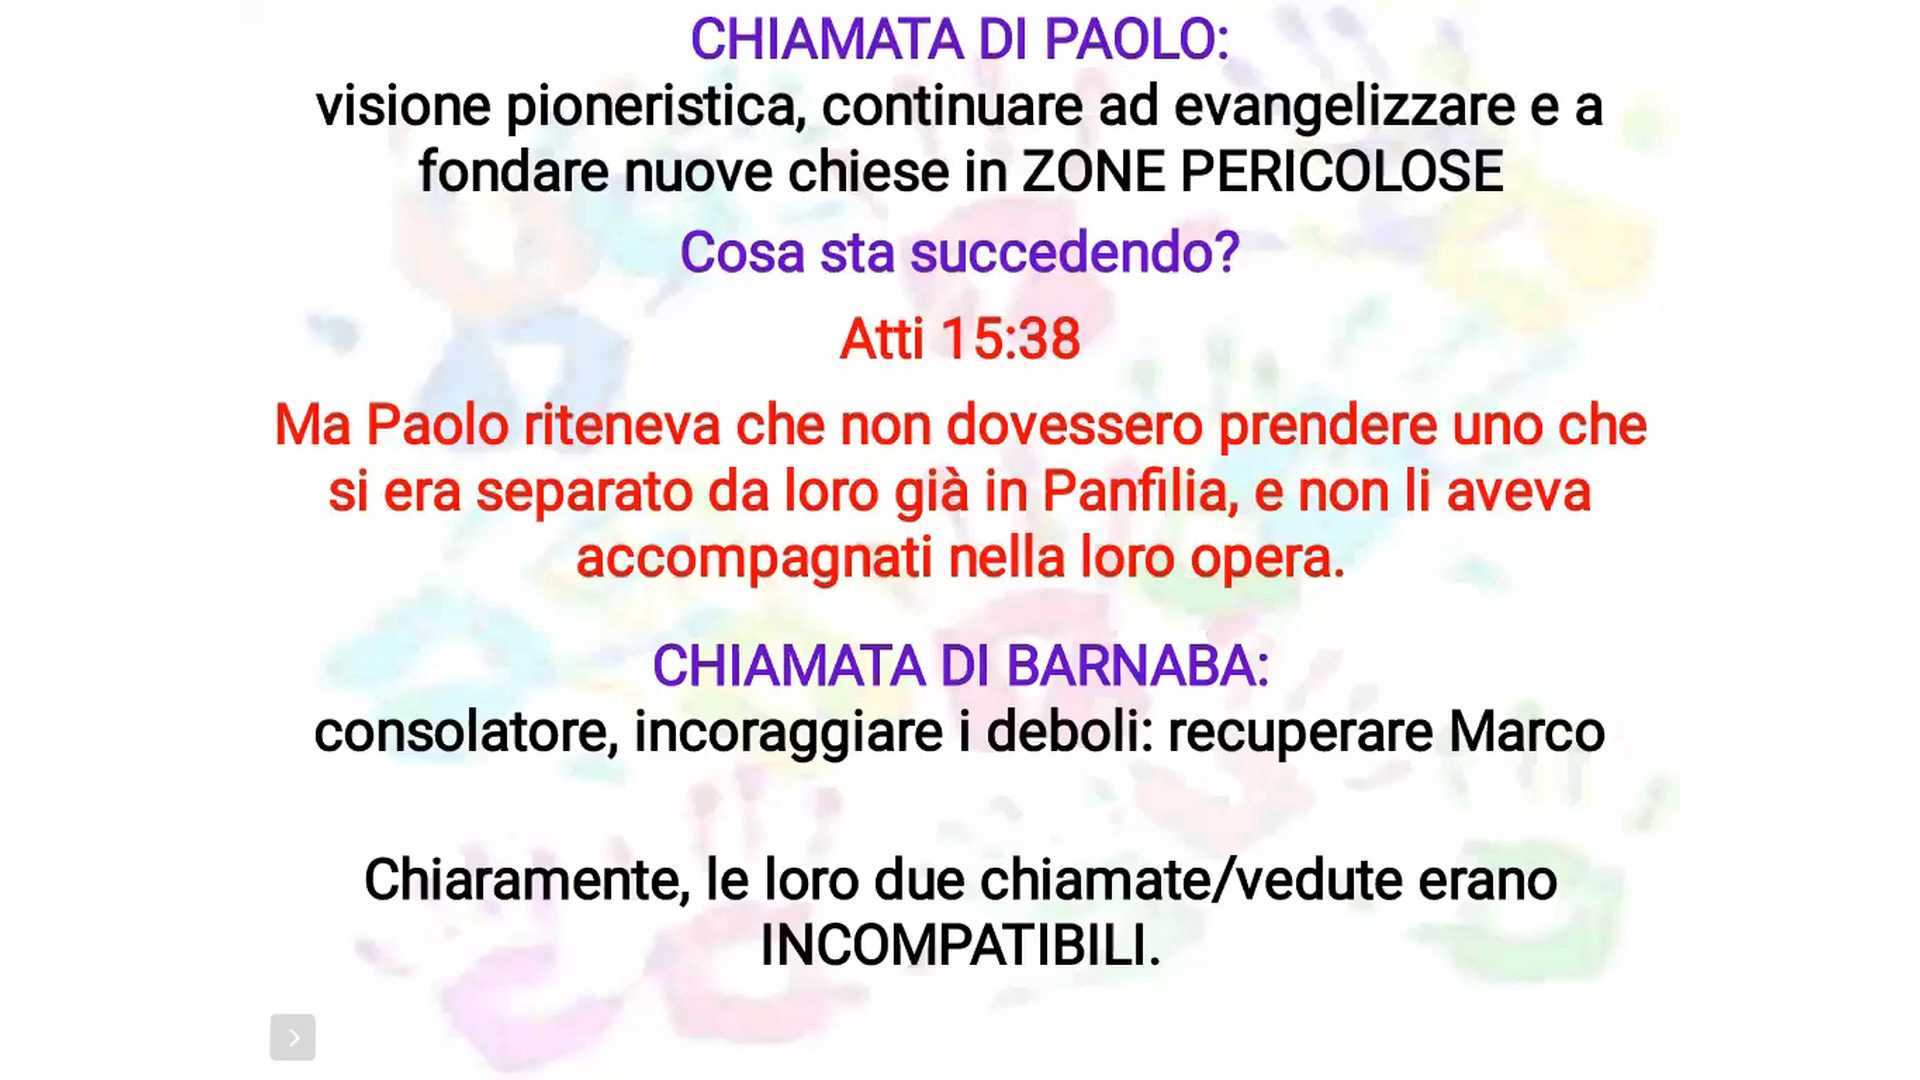 CHIAMATA DI PAOLO:
visione pioneristica, continuare ad evangelizzare e a
fondare nuove chiese in ZONE PERICOLOSE
Cosa sta succedendo?
Atti 15:38
Ma Paolo riteneva che non dovessero prendere uno che
si era separato da loro già in Panfilia, e non li aveva
accompagnati nella loro opera.
CHIAMATA DI BARNABA:
consolatore, incoraggiare i deboli: recuperare Marco
Chiaramente, le loro due chiamate/vedute erano
INCOMPATIBILI.